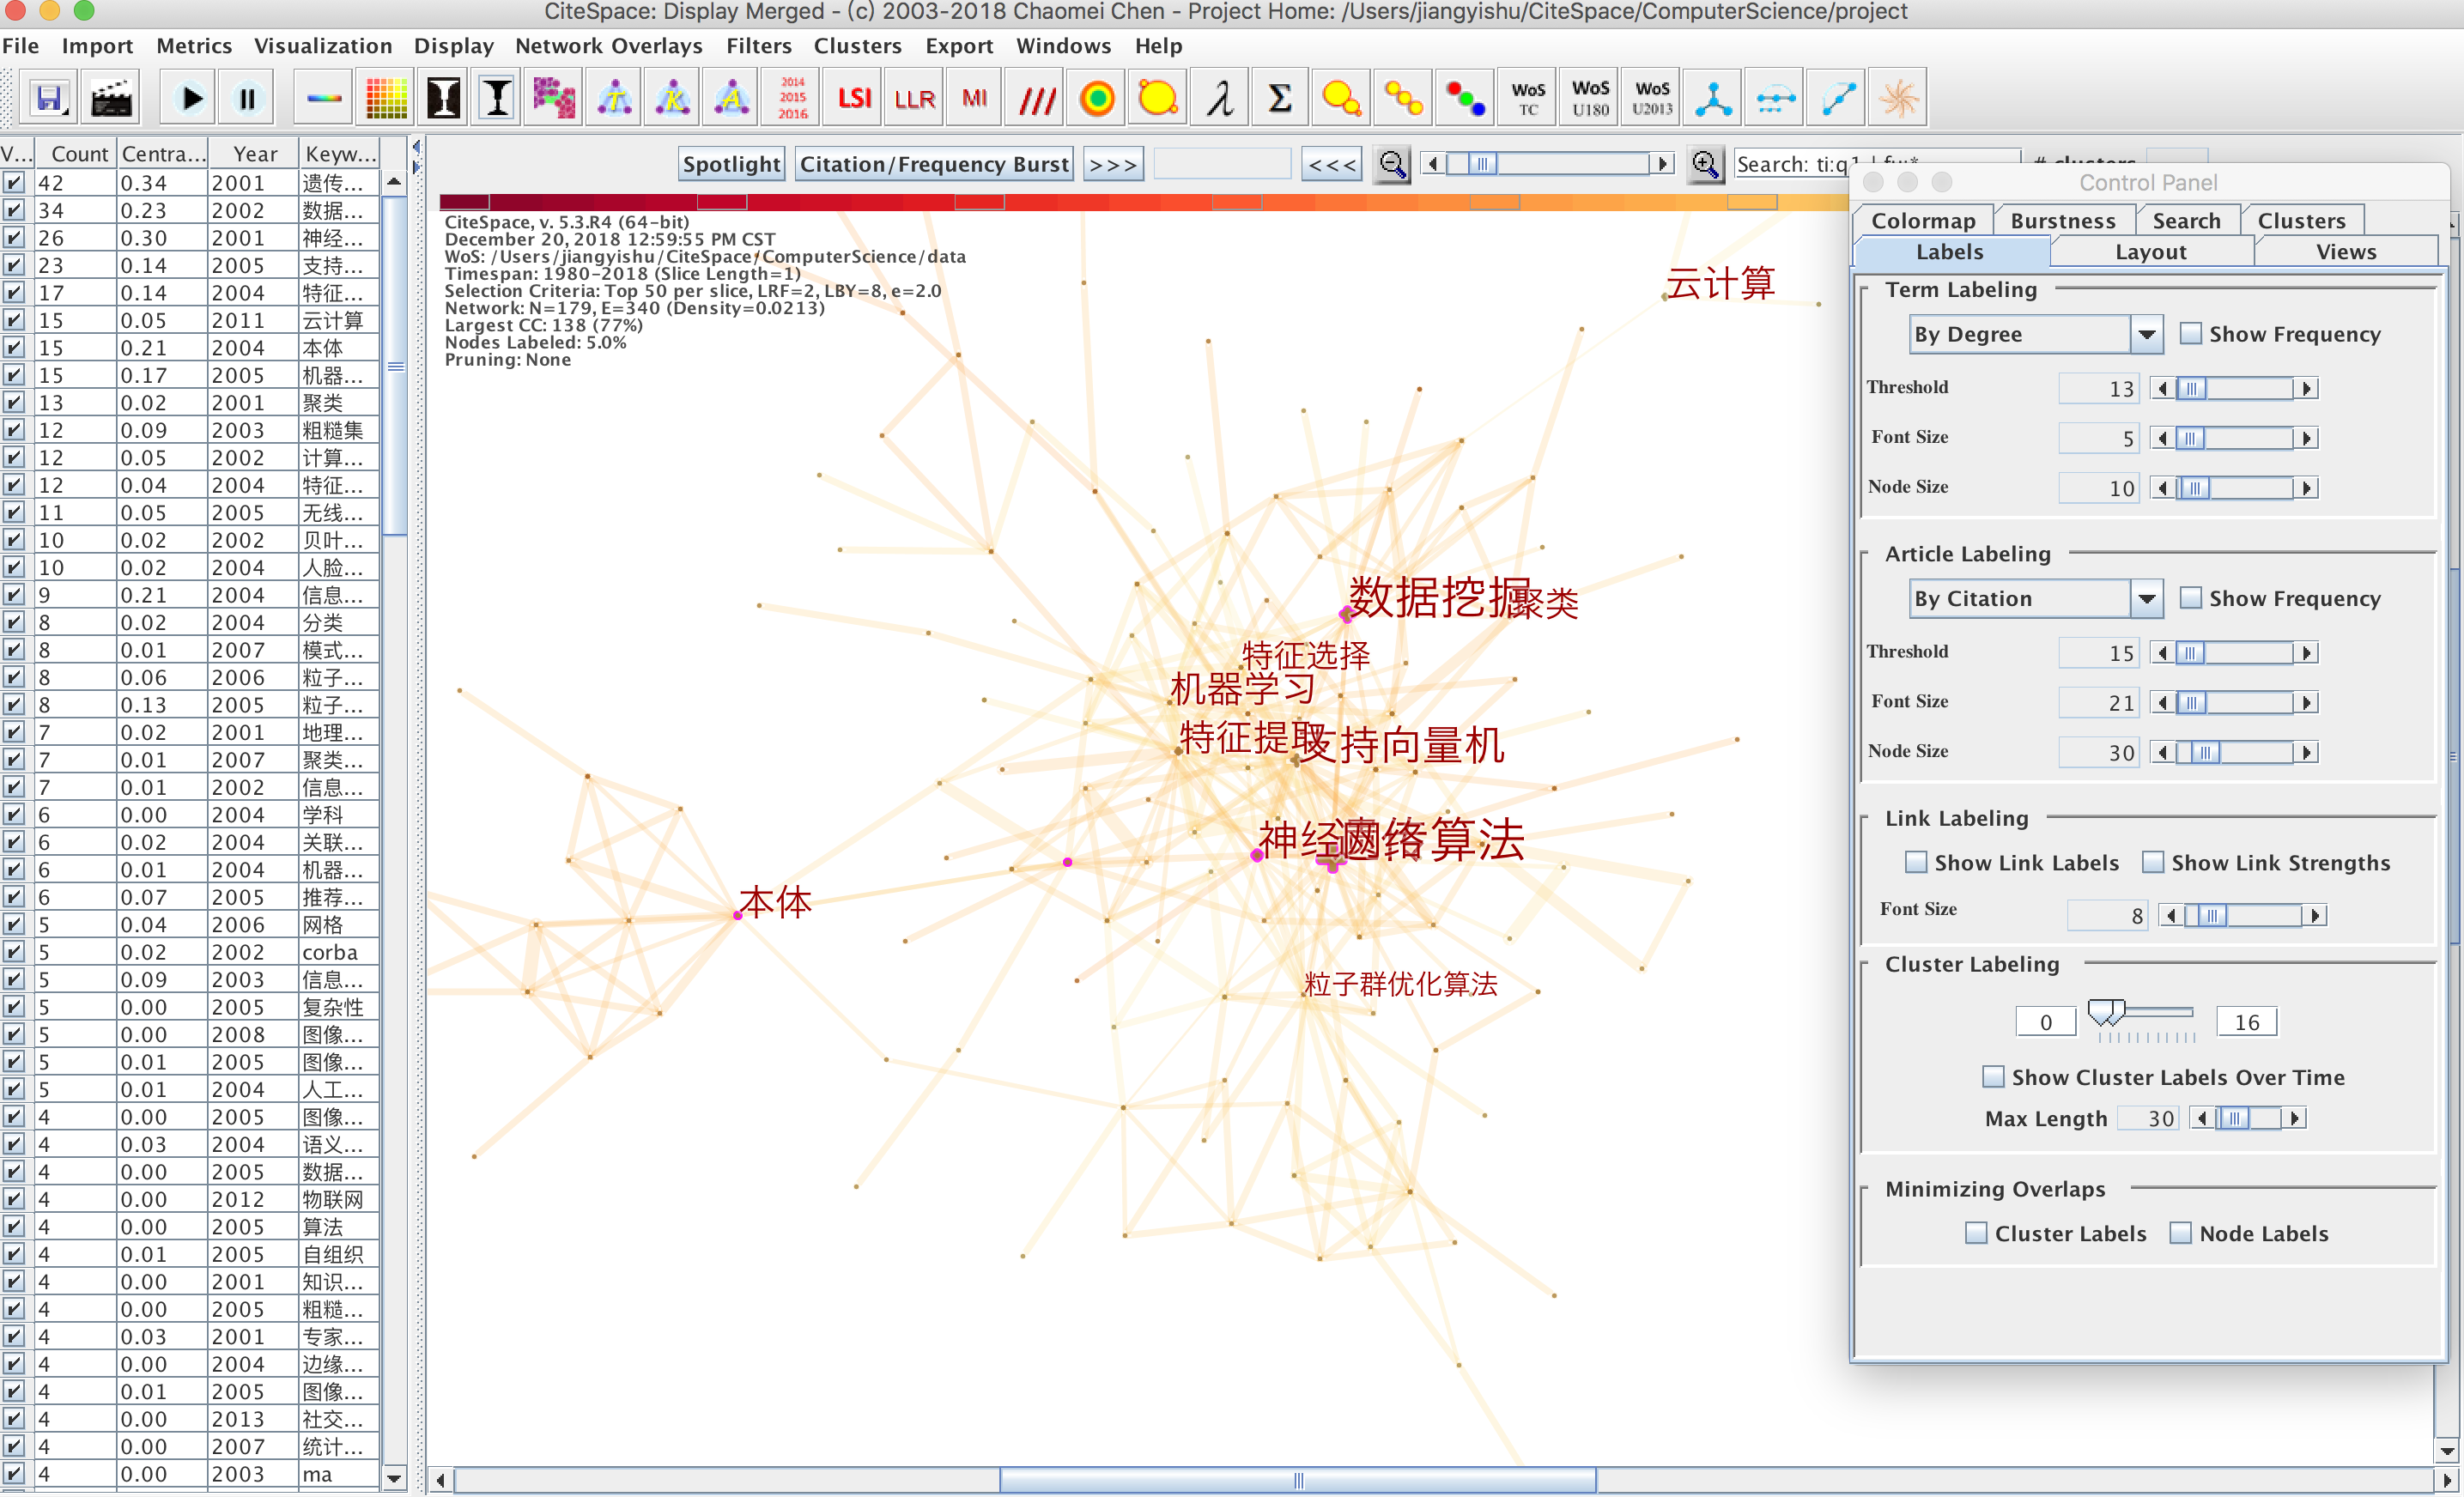 CiteSpace: Display Merged - (c) 2003-2018 Chaomei Chen - Project Home: /Users/jiangyishu/CiteSpace/ComputerScience/project
File Import Metrics Visualization Display Network Overlays Filters Clusters Export Windows Help
T K A 2014 2015 2016 LSI LLR MI λ Σ WoS TC WoS U180 WoS U2013
V... Count Centra... Year Keyw...
42 0.34 2001 遗传...
34 0.23 2002 数据...
26 0.30 2001 神经...
23 0.14 2005 支持...
17 0.14 2004 特征...
15 0.05 2011 云计算
15 0.21 2004 本体
15 0.17 2005 机器...
13 0.02 2001 聚类
12 0.09 2003 粗糙集
12 0.05 2002 计算...
12 0.04 2004 特征...
11 0.05 2005 无线...
10 0.02 2002 贝叶...
10 0.02 2004 人脸...
9 0.21 2004 信息...
8 0.02 2004 分类
8 0.01 2007 模式...
8 0.06 2006 粒子...
8 0.13 2005 粒子...
7 0.02 2001 地理...
7 0.01 2007 聚类...
7 0.01 2002 信息...
6 0.00 2004 学科
6 0.02 2004 关联...
6 0.01 2004 机器...
6 0.07 2005 推荐...
5 0.04 2006 网格
5 0.02 2002 corba
5 0.09 2003 信息...
5 0.00 2005 复杂性
5 0.00 2008 图像...
5 0.01 2005 图像...
5 0.01 2004 人工...
4 0.00 2005 图像...
4 0.03 2004 语义...
4 0.00 2005 数据...
4 0.00 2012 物联网
4 0.00 2005 算法
4 0.01 2005 自组织
4 0.00 2001 知识...
4 0.00 2005 粗糙...
4 0.03 2001 专家...
4 0.00 2004 边缘...
4 0.01 2005 图像...
4 0.00 2013 社交...
4 0.00 2007 统计...
4 0.00 2003 ma
Spotlight Citation/Frequency Burst >>> <<< Search: ti:q1 | fw:* # clusters
CiteSpace, v. 5.3.R4 (64-bit)
December 20, 2018 12:59:55 PM CST
WoS: /Users/jiangyishu/CiteSpace/ComputerScience/data
Timespan: 1980-2018 (Slice Length=1)
Selection Criteria: Top 50 per slice, LRF=2, LBY=8, e=2.0
Network: N=179, E=340 (Density=0.0213)
Largest CC: 138 (77%)
Nodes Labeled: 5.0%
Pruning: None
云计算
数据挖掘
聚类
特征选择
机器学习
特征提取
支持向量机
神经网络
遗传算法
本体
粒子群优化算法
Control Panel
Colormap Burstness Search Clusters
Labels Layout Views
Term Labeling
By Degree Show Frequency
Threshold 13
Font Size 5
Node Size 10
Article Labeling
By Citation Show Frequency
Threshold 15
Font Size 21
Node Size 30
Link Labeling
Show Link Labels Show Link Strengths
Font Size 8
Cluster Labeling
0 16
Show Cluster Labels Over Time
Max Length 30
Minimizing Overlaps
Cluster Labels Node Labels